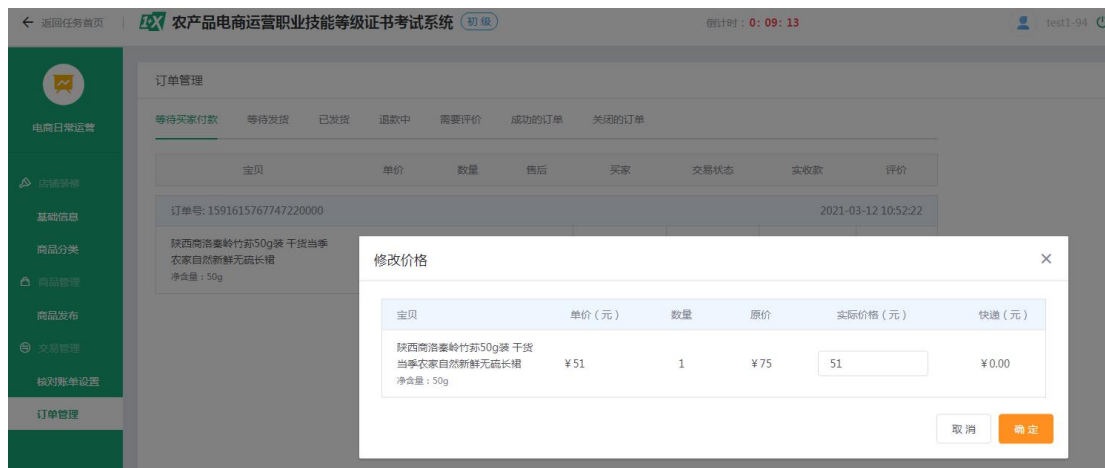 ← 返回任务首页
农产品电商运营职业技能等级证书考试系统 初级
倒计时：0: 09: 13
test1-94
电商日常运营
店铺装修
基础信息
商品分类
商品管理
商品发布
交易管理
核对账单设置
订单管理
订单管理
等待买家付款 等待发货 已发货 退款中 需要评价 成功的订单 关闭的订单
宝贝 单价 数量 售后 买家 交易状态 实收款 评价
订单号: 1591615767747220000 2021-03-12 10:52:22
陕西商洛秦岭竹荪50g装 干货当季
农家自然新鲜无硫长裙
净含量：50g
修改价格 ×
宝贝 单价（元） 数量 原价 实际价格（元） 快递（元）
陕西商洛秦岭竹荪50g装 干货
当季农家自然新鲜无硫长裙
净含量：50g
¥51 1 ¥75 51 ¥0.00
取消 确定